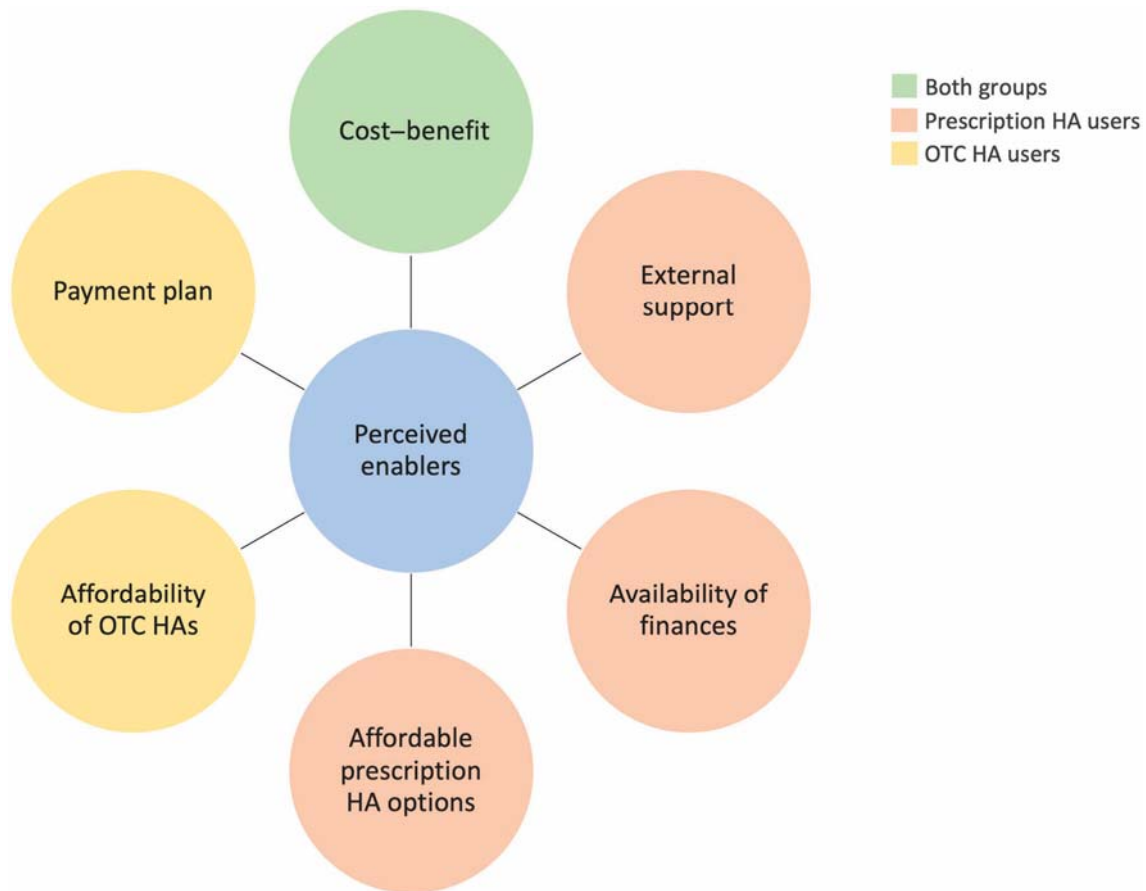 Cost–benefit
Both groups
Prescription HA users
OTC HA users
Payment plan
External
support
Perceived
enablers
Affordability
of OTC HAs
Availability of
finances
Affordable
prescription
HA options